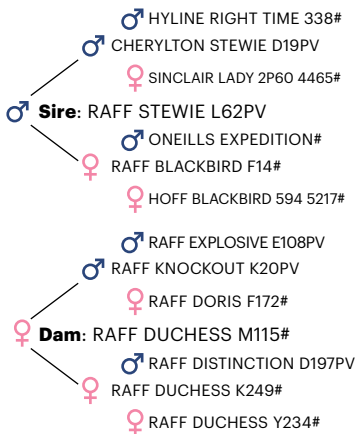 HYLINE RIGHT TIME 338#
CHERYLTON STEWIE D19PV
SINCLAIR LADY 2P60 4465#
Sire: RAFF STEWIE L62PV
ONEILLS EXPEDITION#
RAFF BLACKBIRD F14#
HOFF BLACKBIRD 594 5217#
RAFF EXPLOSIVE E108PV
RAFF KNOCKOUT K20PV
RAFF DORIS F172#
Dam: RAFF DUCHESS M115#
RAFF DISTINCTION D197PV
RAFF DUCHESS K249#
RAFF DUCHESS Y234#